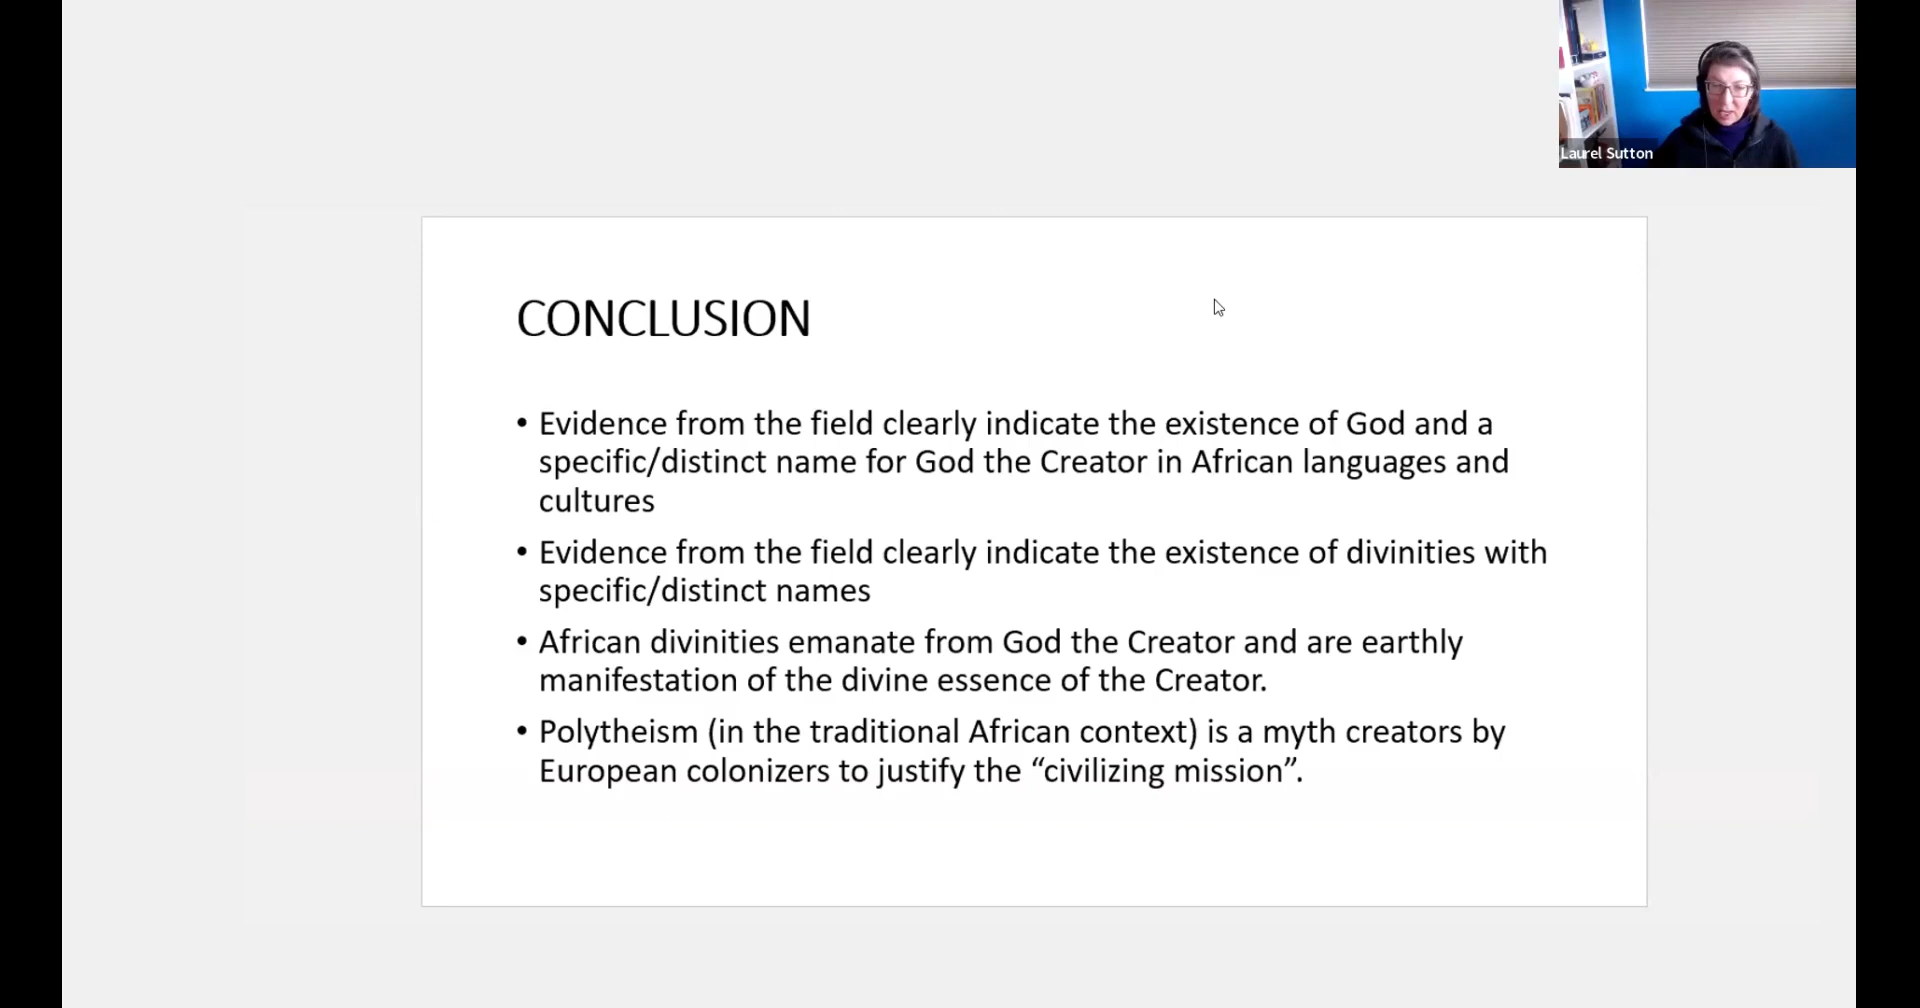 Laurel Sutton
CONCLUSION
• Evidence from the field clearly indicate the existence of God and a
specific/distinct name for God the Creator in African languages and
cultures
• Evidence from the field clearly indicate the existence of divinities with
specific/distinct names
• African divinities emanate from God the Creator and are earthly
manifestation of the divine essence of the Creator.
• Polytheism (in the traditional African context) is a myth creators by
European colonizers to justify the “civilizing mission”.